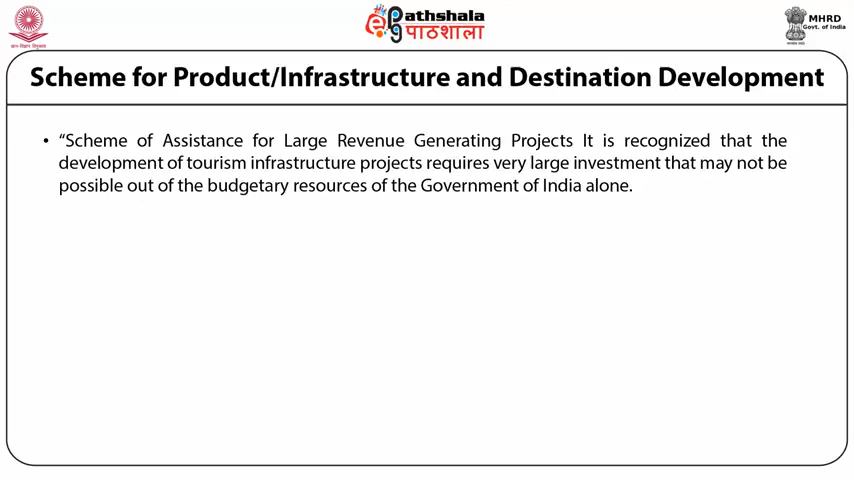 ePathshala
पाठशाला
MHRD
Govt. of India
Scheme for Product/Infrastructure and Destination Development
• “Scheme of Assistance for Large Revenue Generating Projects It is recognized that the
development of tourism infrastructure projects requires very large investment that may not be
possible out of the budgetary resources of the Government of India alone.